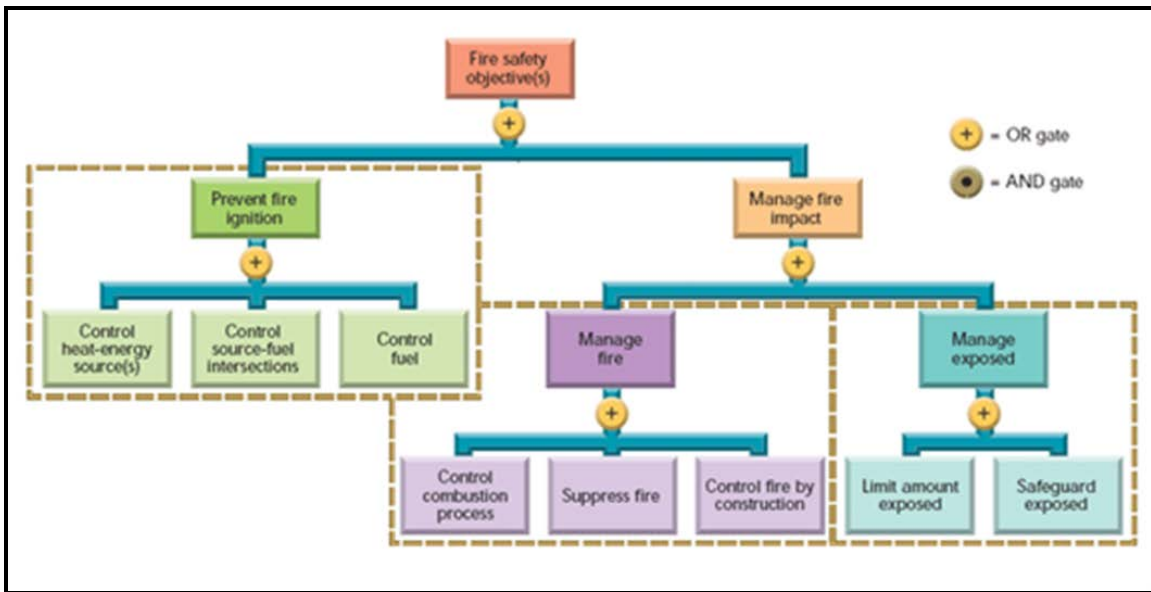 Fire safety
objective(s)
+
+ = OR gate
= AND gate
Prevent fire
ignition
Manage fire
impact
+
+
Control
heat-energy
source(s)
Control
source-fuel
intersections
Control
fuel
Manage
fire
Manage
exposed
+
+
Control
combustion
process
Suppress fire
Control fire by
construction
Limit amount
exposed
Safeguard
exposed